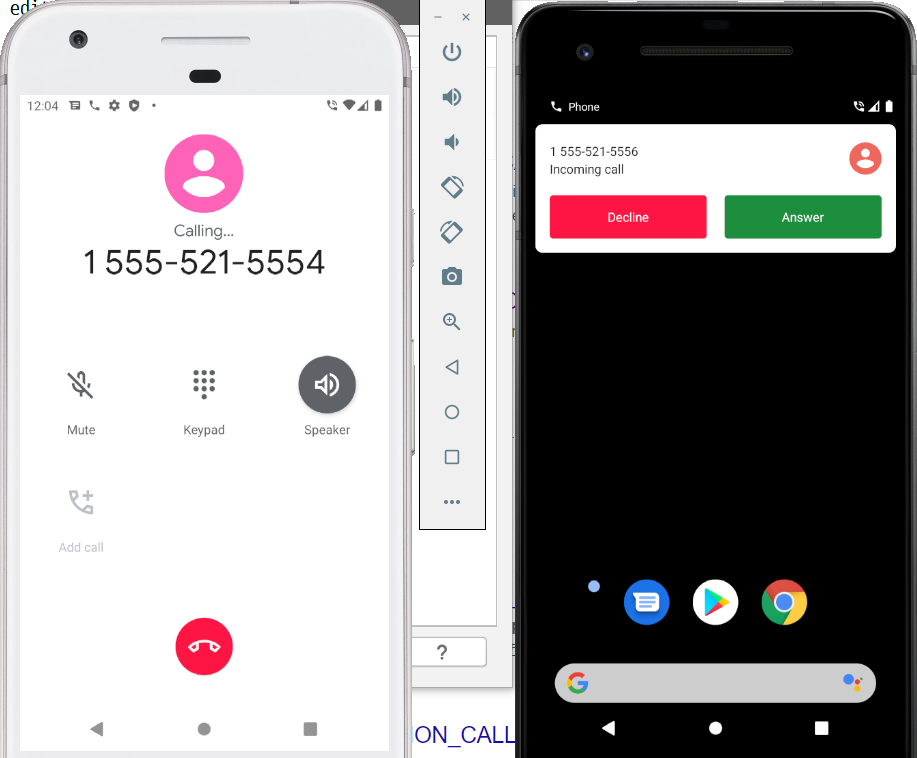 12:04
Calling...
1 555-521-5554
Mute
Keypad
Speaker
Add call
?
ION_CALL
Phone
1 555-521-5556
Incoming call
Decline
Answer